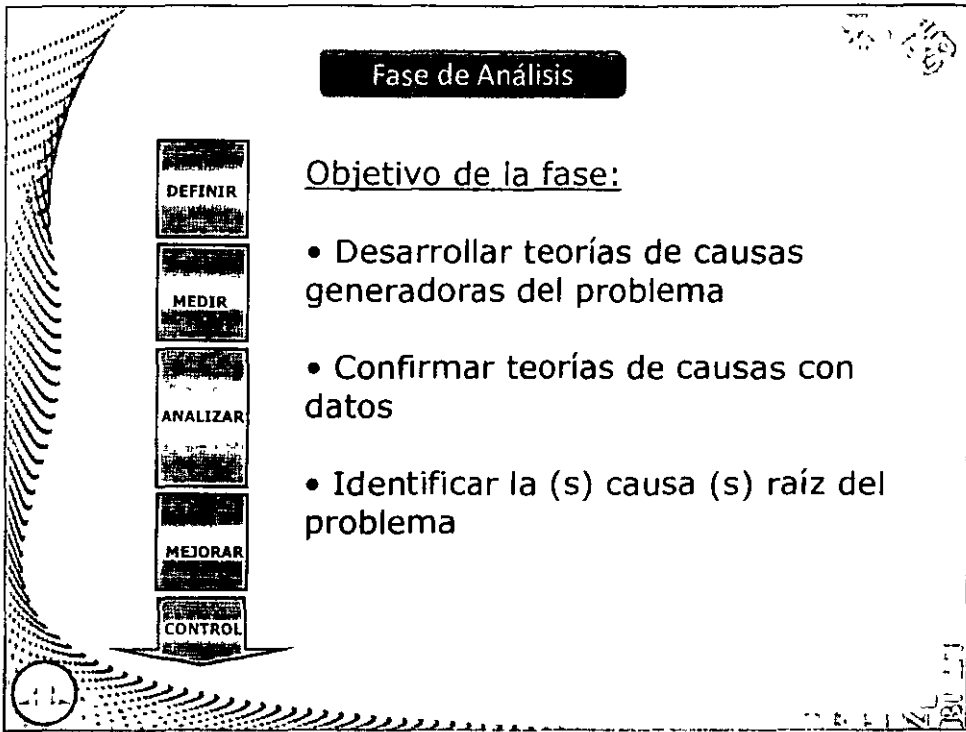 Fase de Análisis
DEFINIR
MEDIR
ANALIZAR
MEJORAR
CONTROL
Objetivo de la fase:
• Desarrollar teorías de causas
generadoras del problema
• Confirmar teorías de causas con
datos
• Identificar la (s) causa (s) raíz del
problema